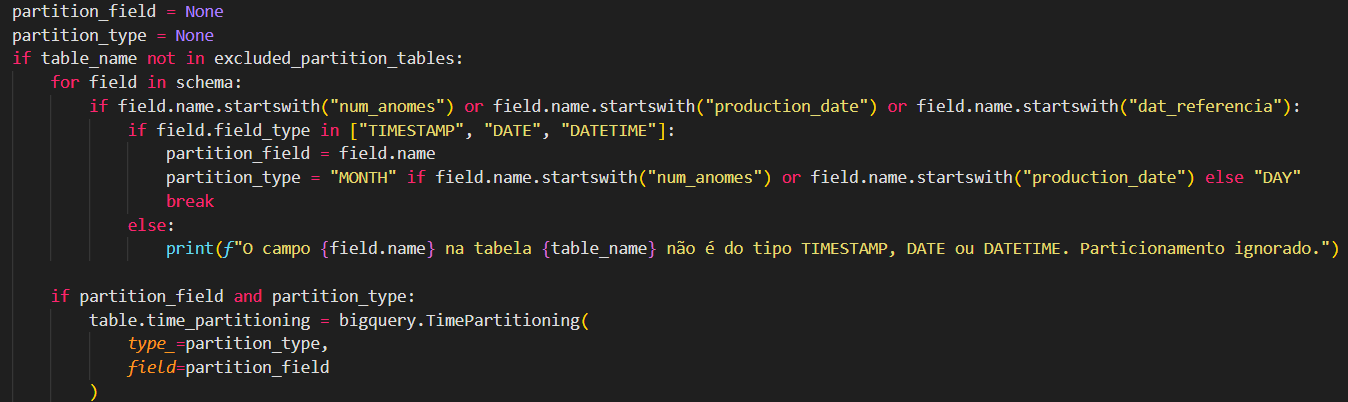 partition_field = None
partition_type = None
if table_name not in excluded_partition_tables:
    for field in schema:
        if field.name.startswith("num_anomes") or field.name.startswith("production_date") or field.name.startswith("dat_referencia"):
            if field.field_type in ["TIMESTAMP", "DATE", "DATETIME"]:
                partition_field = field.name
                partition_type = "MONTH" if field.name.startswith("num_anomes") or field.name.startswith("production_date") else "DAY"
                break
            else:
                print(f"O campo {field.name} na tabela {table_name} não é do tipo TIMESTAMP, DATE ou DATETIME. Particionamento ignorado.")
    if partition_field and partition_type:
        table.time_partitioning = bigquery.TimePartitioning(
            type_=partition_type,
            field=partition_field
        )